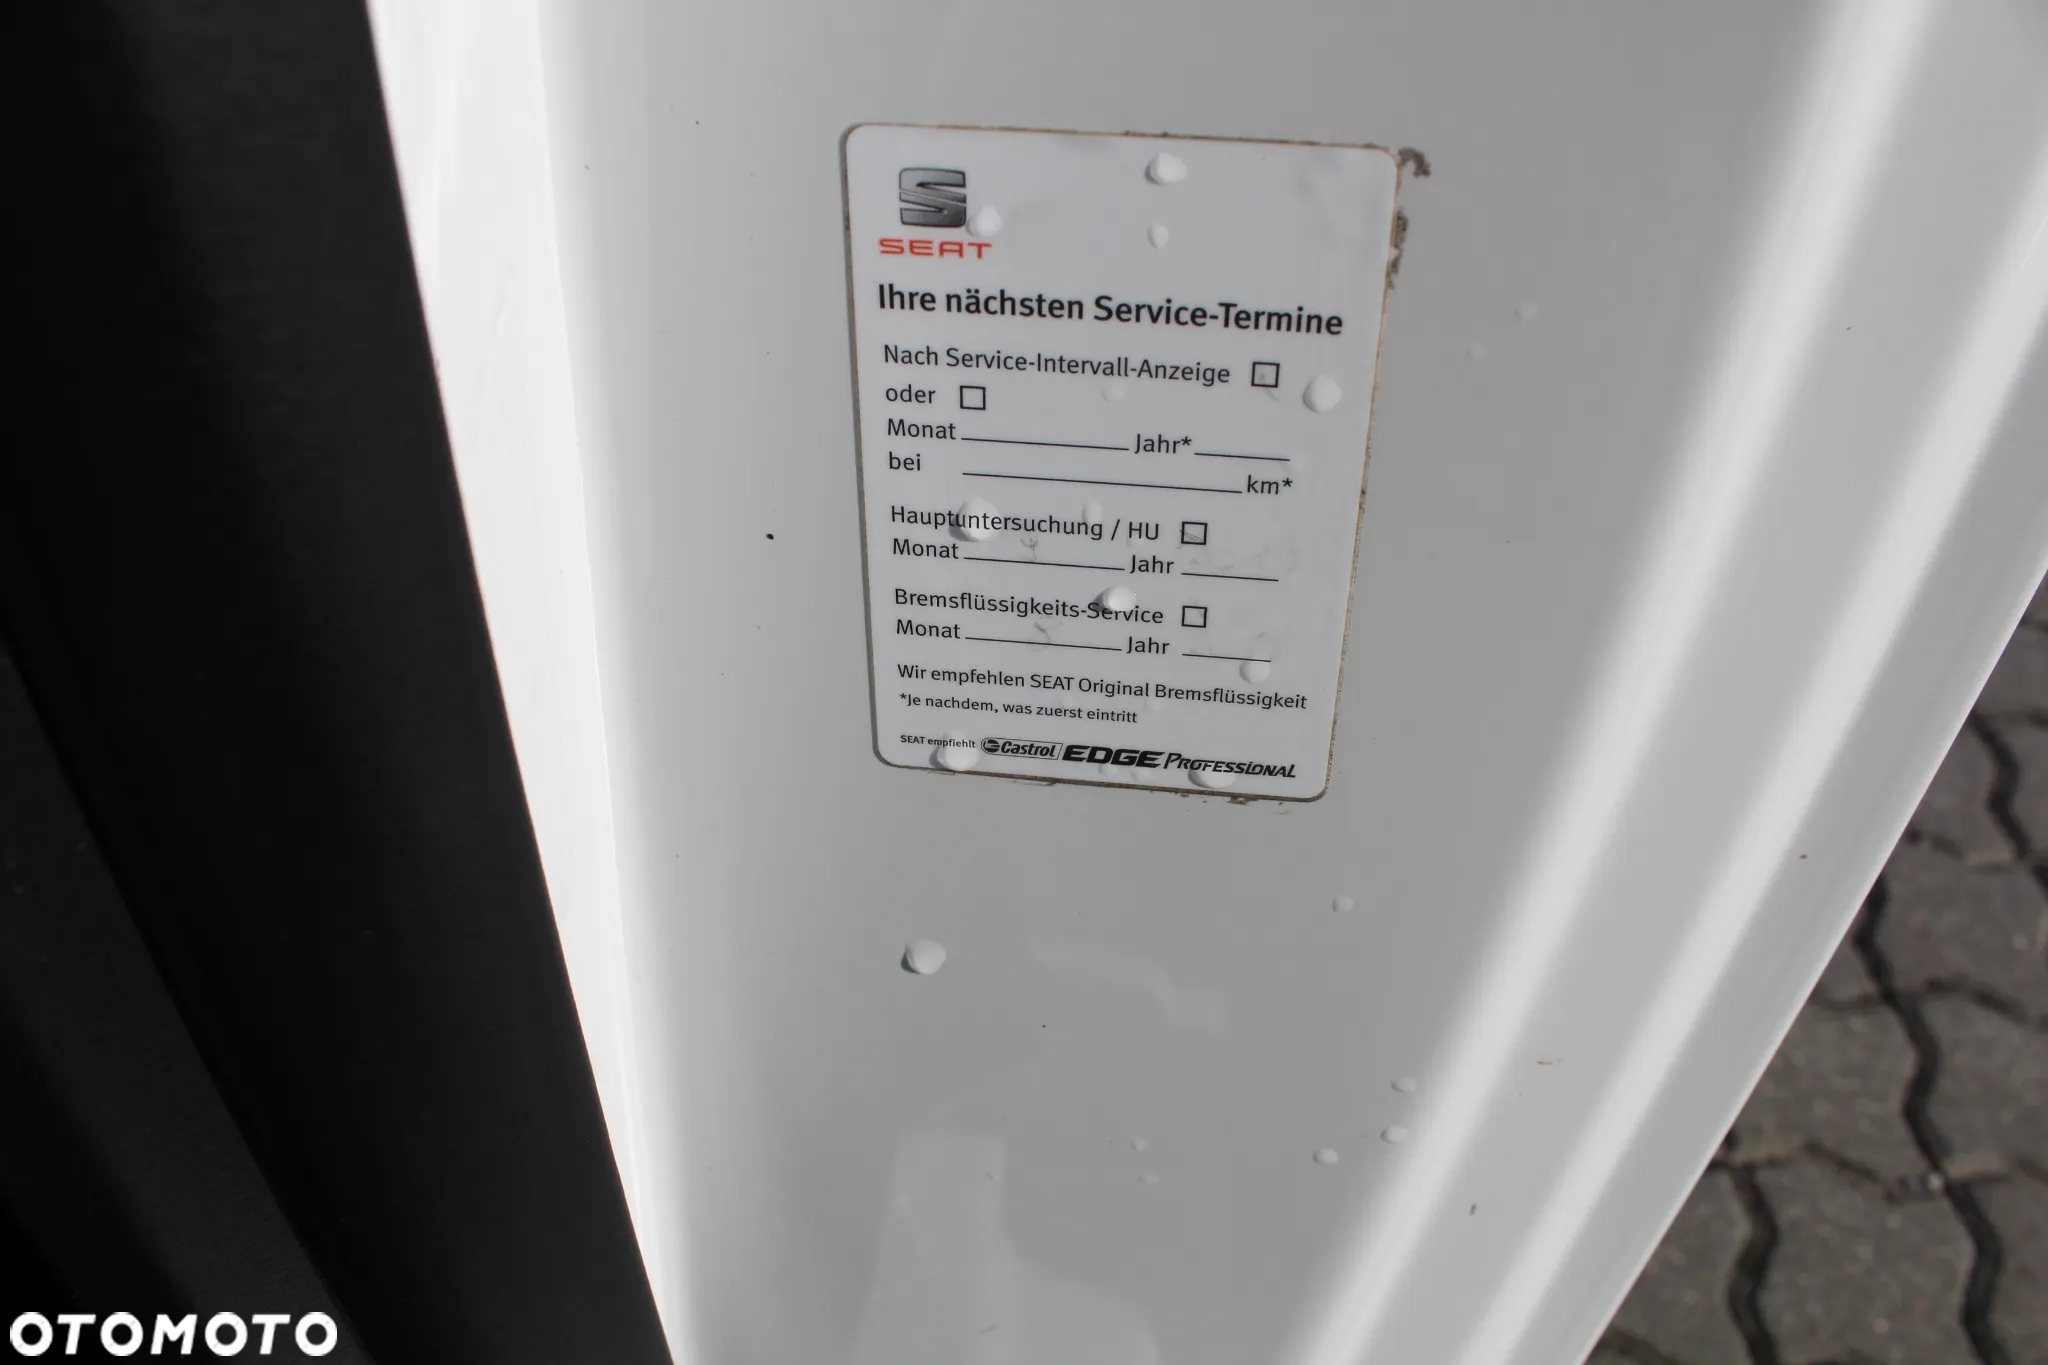 SEAT
Ihre nächsten Service-Termine
Nach Service-Intervall-Anzeige
oder
Monat Jahr*
bei km*
Hauptuntersuchung / HU
Monat Jahr
Bremsflüssigkeits-Service
Monat Jahr
Wir empfehlen SEAT Original Bremsflüssigkeit
*Je nachdem, was zuerst eintritt
SEAT empfiehlt Castrol EDGE PROFESSIONAL
OTOMOTO